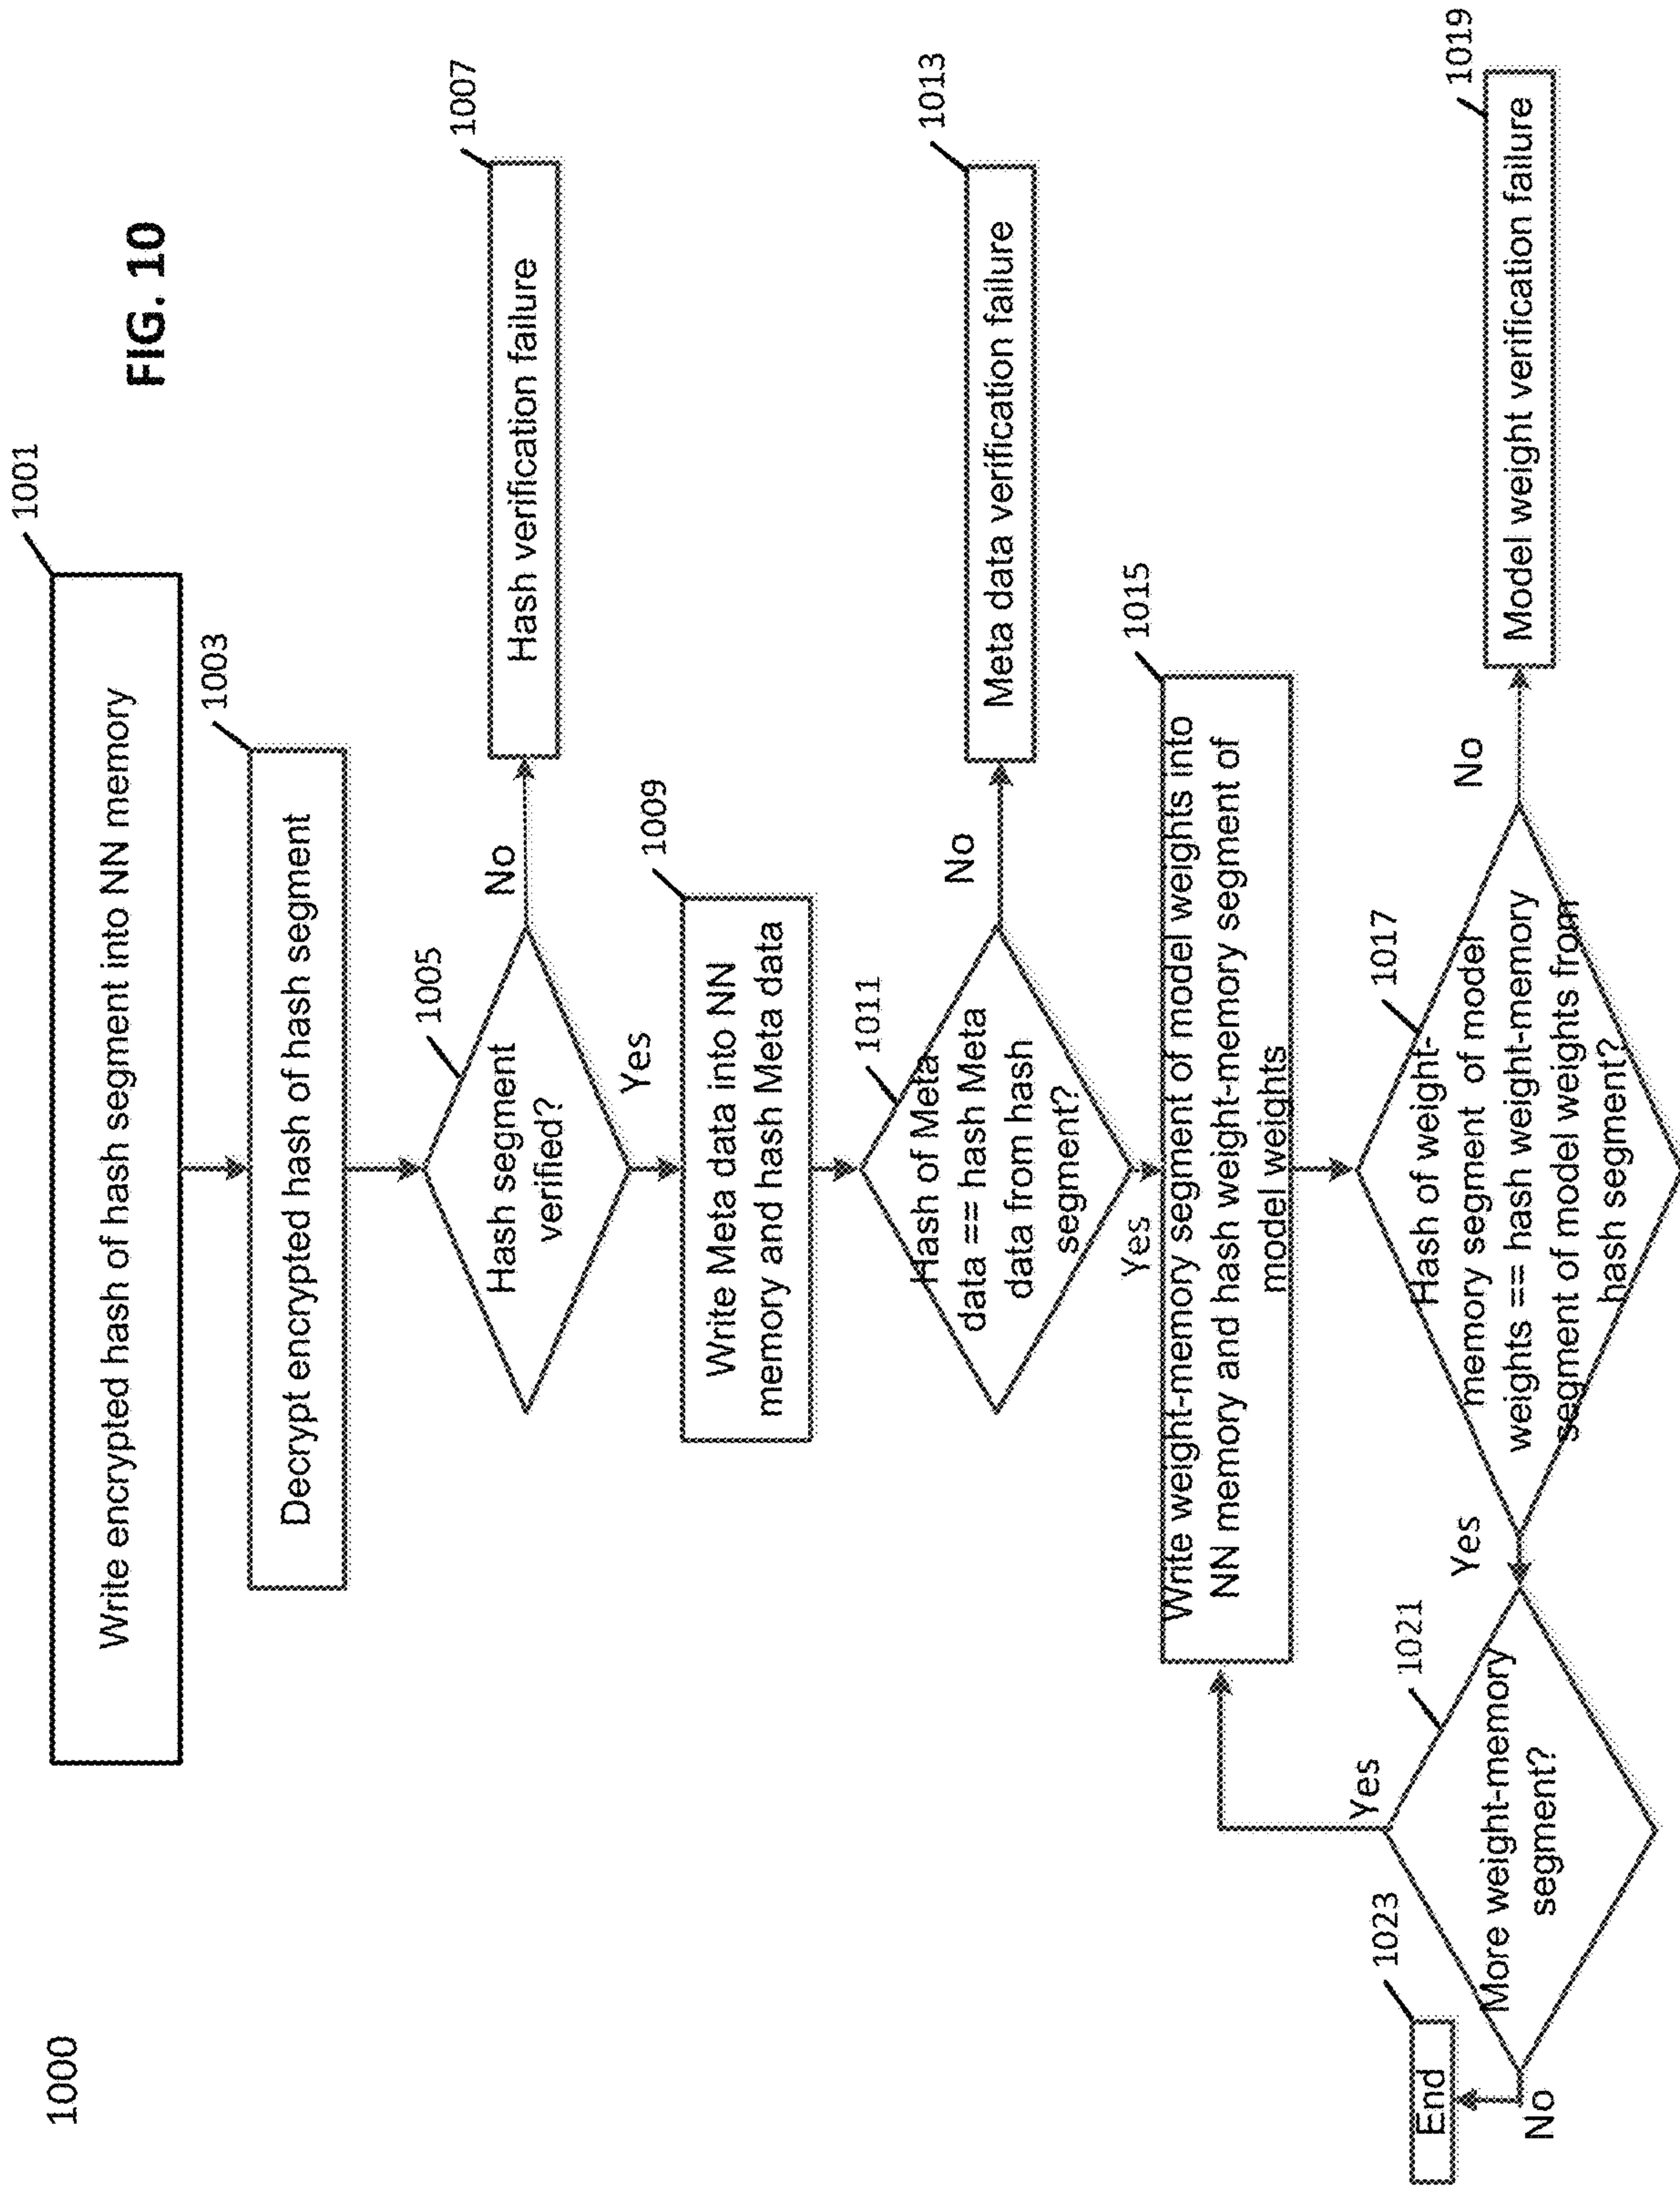 1000
FIG. 10
1001
Write encrypted hash of hash segment into NN memory
1003
Decrypt encrypted hash of hash segment
1005
Hash segment
verified?
No
1007
Hash verification failure
Yes
1009
Write Meta data into NN
memory and hash Meta data
1011
Hash of Meta
data == hash Meta
data from hash
segment?
No
1013
Meta data verification failure
Yes
1015
Write weight-memory segment of model weights into
NN memory and hash weight-memory segment of
model weights
1017
Hash of weight-
memory segment of model
weights == hash weight-memory
segment of model weights from
hash segment?
No
1019
Model weight verification failure
Yes
1021
More weight-memory
segment?
Yes
No
1023
End